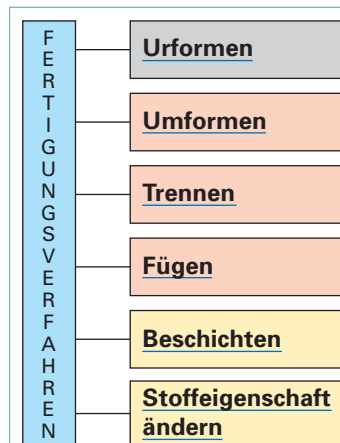 FERTIGUNGSVERFAHREN
Urformen
Umformen
Trennen
Fügen
Beschichten
Stoffeigenschaft
ändern